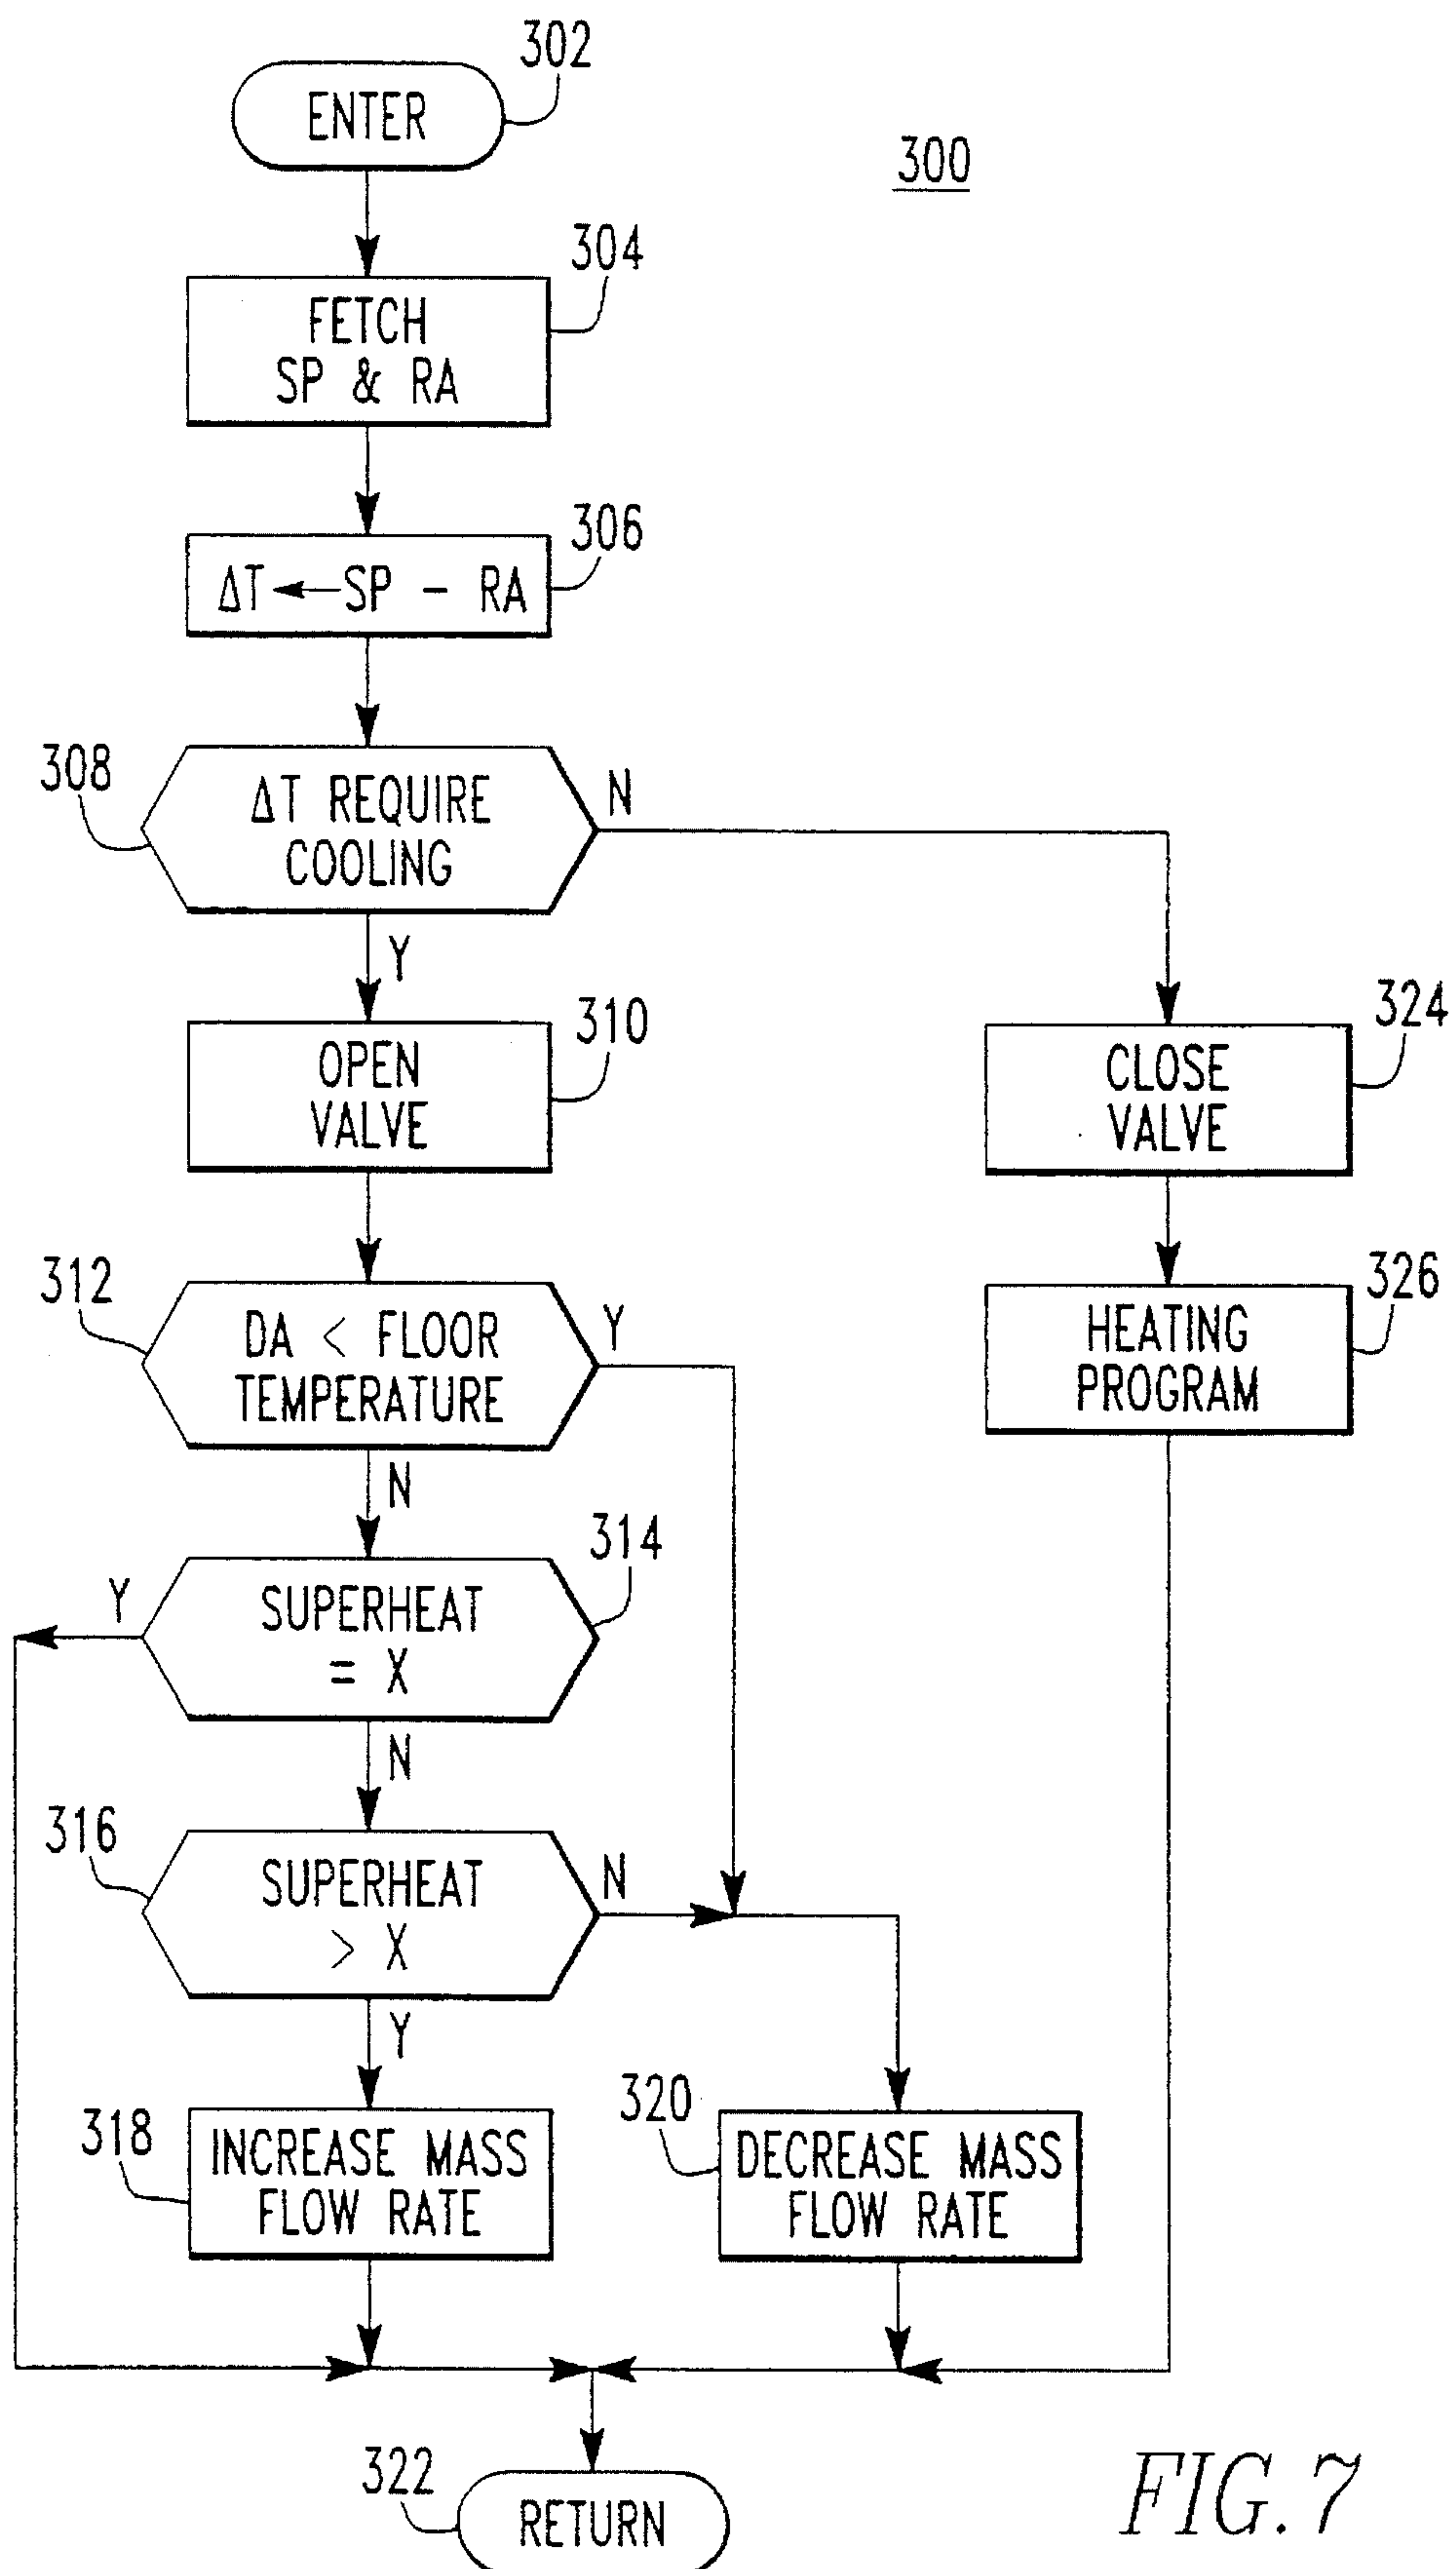 302
ENTER
300
304
FETCH
SP & RA
306
ΔT ← SP - RA
308
ΔT REQUIRE
COOLING
N
Y
310
OPEN
VALVE
324
CLOSE
VALVE
312
DA < FLOOR
TEMPERATURE
Y
N
326
HEATING
PROGRAM
314
SUPERHEAT
= X
Y
N
316
SUPERHEAT
> X
N
Y
318
INCREASE MASS
FLOW RATE
320
DECREASE MASS
FLOW RATE
322
RETURN
FIG. 7